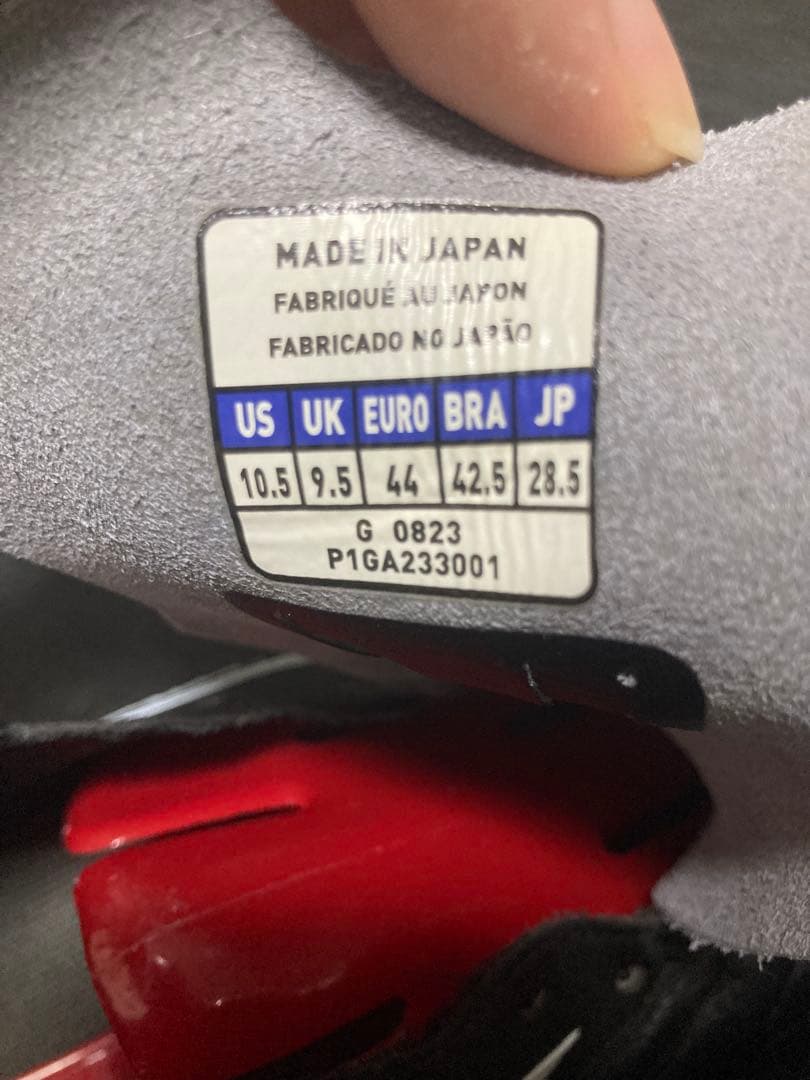 MADE IN JAPAN
FABRIQUÉ AU JAPON
FABRICADO NO JAPÃO
US UK EURO BRA JP
10.5 9.5 44 42.5 28.5
G 0823
P1GA233001